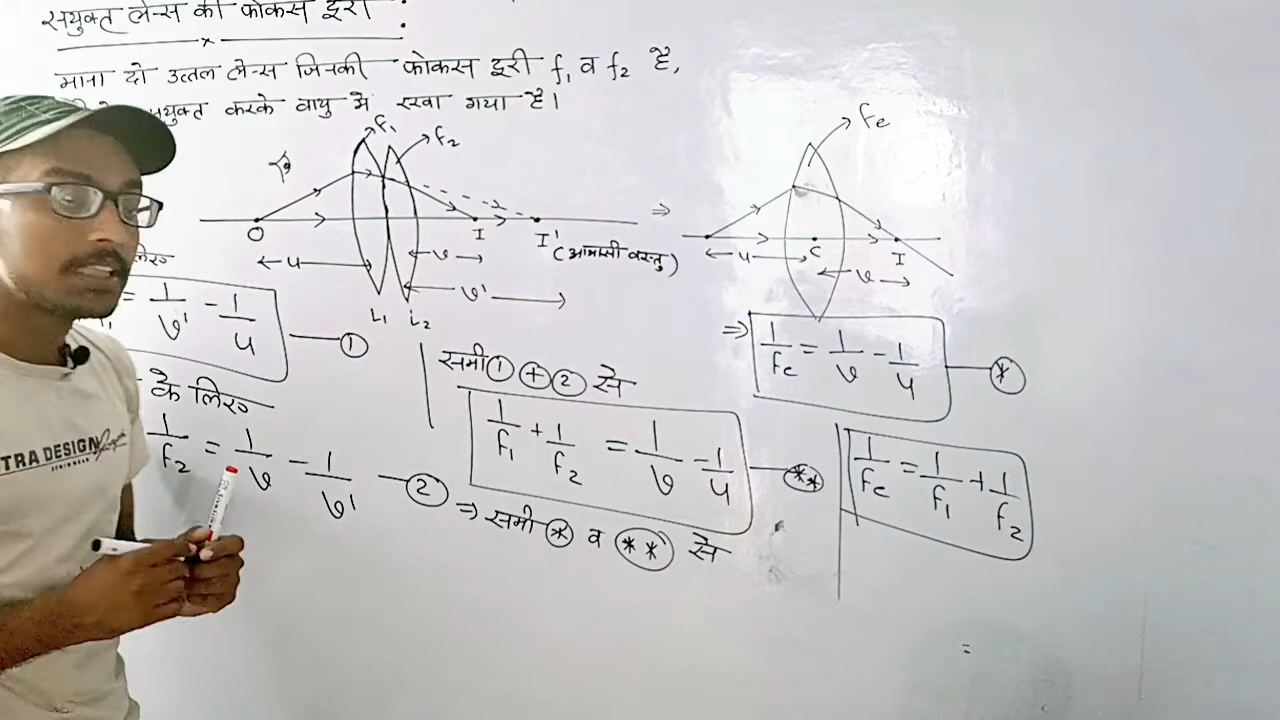 संयुक्त लेन्स की फोकस दूरी :
माना दो उत्तल लेन्स जिनकी फोकस दूरी f₁ व f₂ है,
करके वायु में रखा गया है।
f₁
f₂
fc
O
I
I' (आभासी वस्तु)
u
v
v'
L₁ L₂
⇒
C
I
u
v
= 1/v' - 1/u —①
के लिए
1/f₂ = 1/v - 1/v' —②
समी ① + ② से
1/f₁ + 1/f₂ = 1/v - 1/u —(**)
⇒ समी (*) व (**) से
⇒ 1/fc = 1/v - 1/u —(*)
1/fc = 1/f₁ + 1/f₂
=
TRA DESIGN